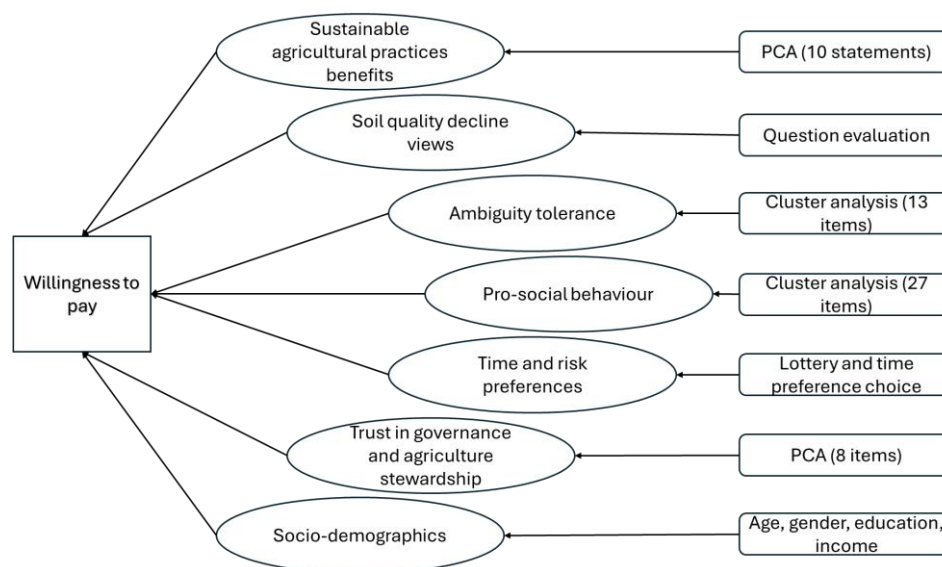 Sustainable
agricultural practices
benefits
PCA (10 statements)
Soil quality decline
views
Question evaluation
Ambiguity tolerance
Cluster analysis (13
items)
Willingness to
pay
Pro-social behaviour
Cluster analysis (27
items)
Time and risk
preferences
Lottery and time
preference choice
Trust in governance
and agriculture
stewardship
PCA (8 items)
Socio-demographics
Age, gender, education,
income